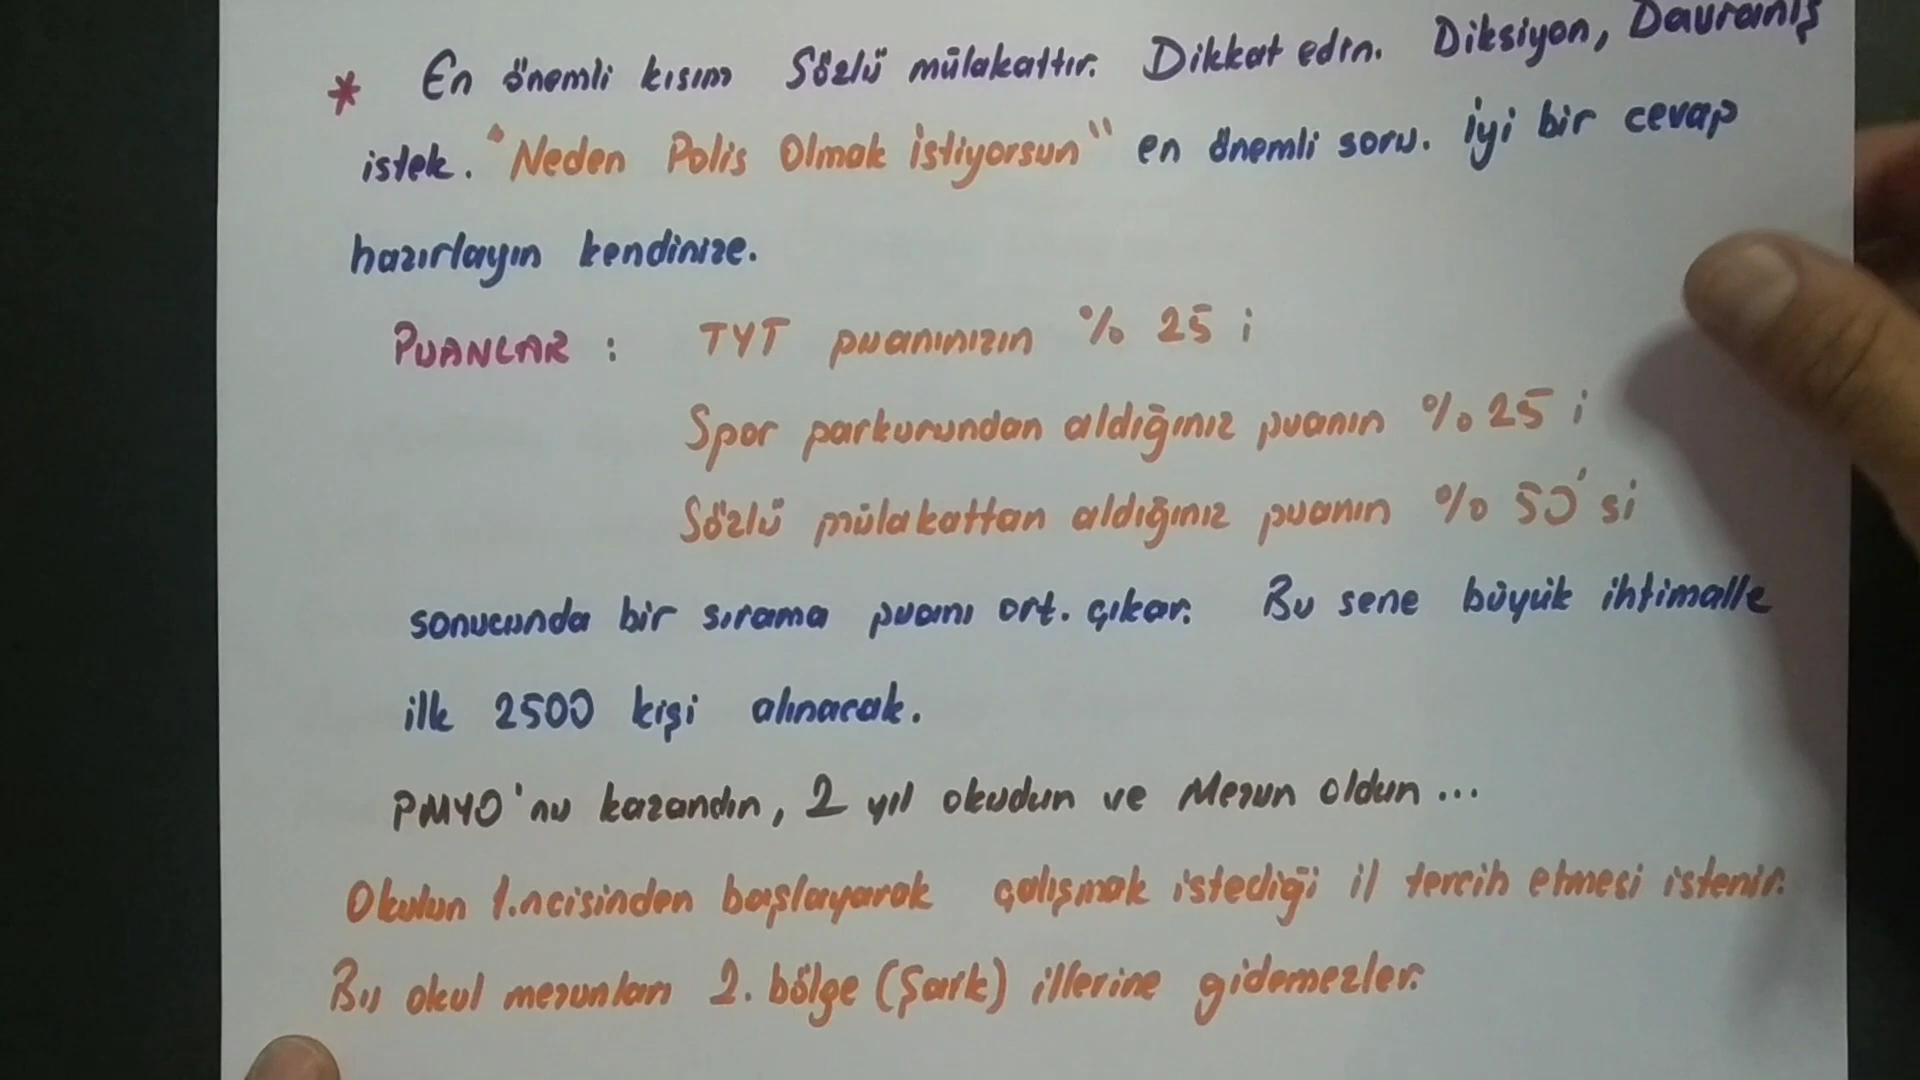 * En önemli kısım Sözlü mülakattır. Dikkat edin. Diksiyon, Davranış
istek. "Neden Polis Olmak istiyorsun" en önemli soru. İyi bir cevap
hazırlayın kendinize.
PUANLAR : TYT puanınızın % 25 i
Spor parkurundan aldığınız puanın % 25 i
Sözlü mülakattan aldığınız puanın % 50'si
sonucunda bir sırama puanı ort. çıkar. Bu sene büyük ihtimalle
ilk 2500 kişi alınacak.
PMYO'nu kazandın, 2 yıl okudun ve Mezun oldun...
Okulun 1.ncisinden başlayarak çalışmak istediği il tercih etmesi istenir.
Bu okul mezunları 2. bölge (Şark) illerine gidemezler.